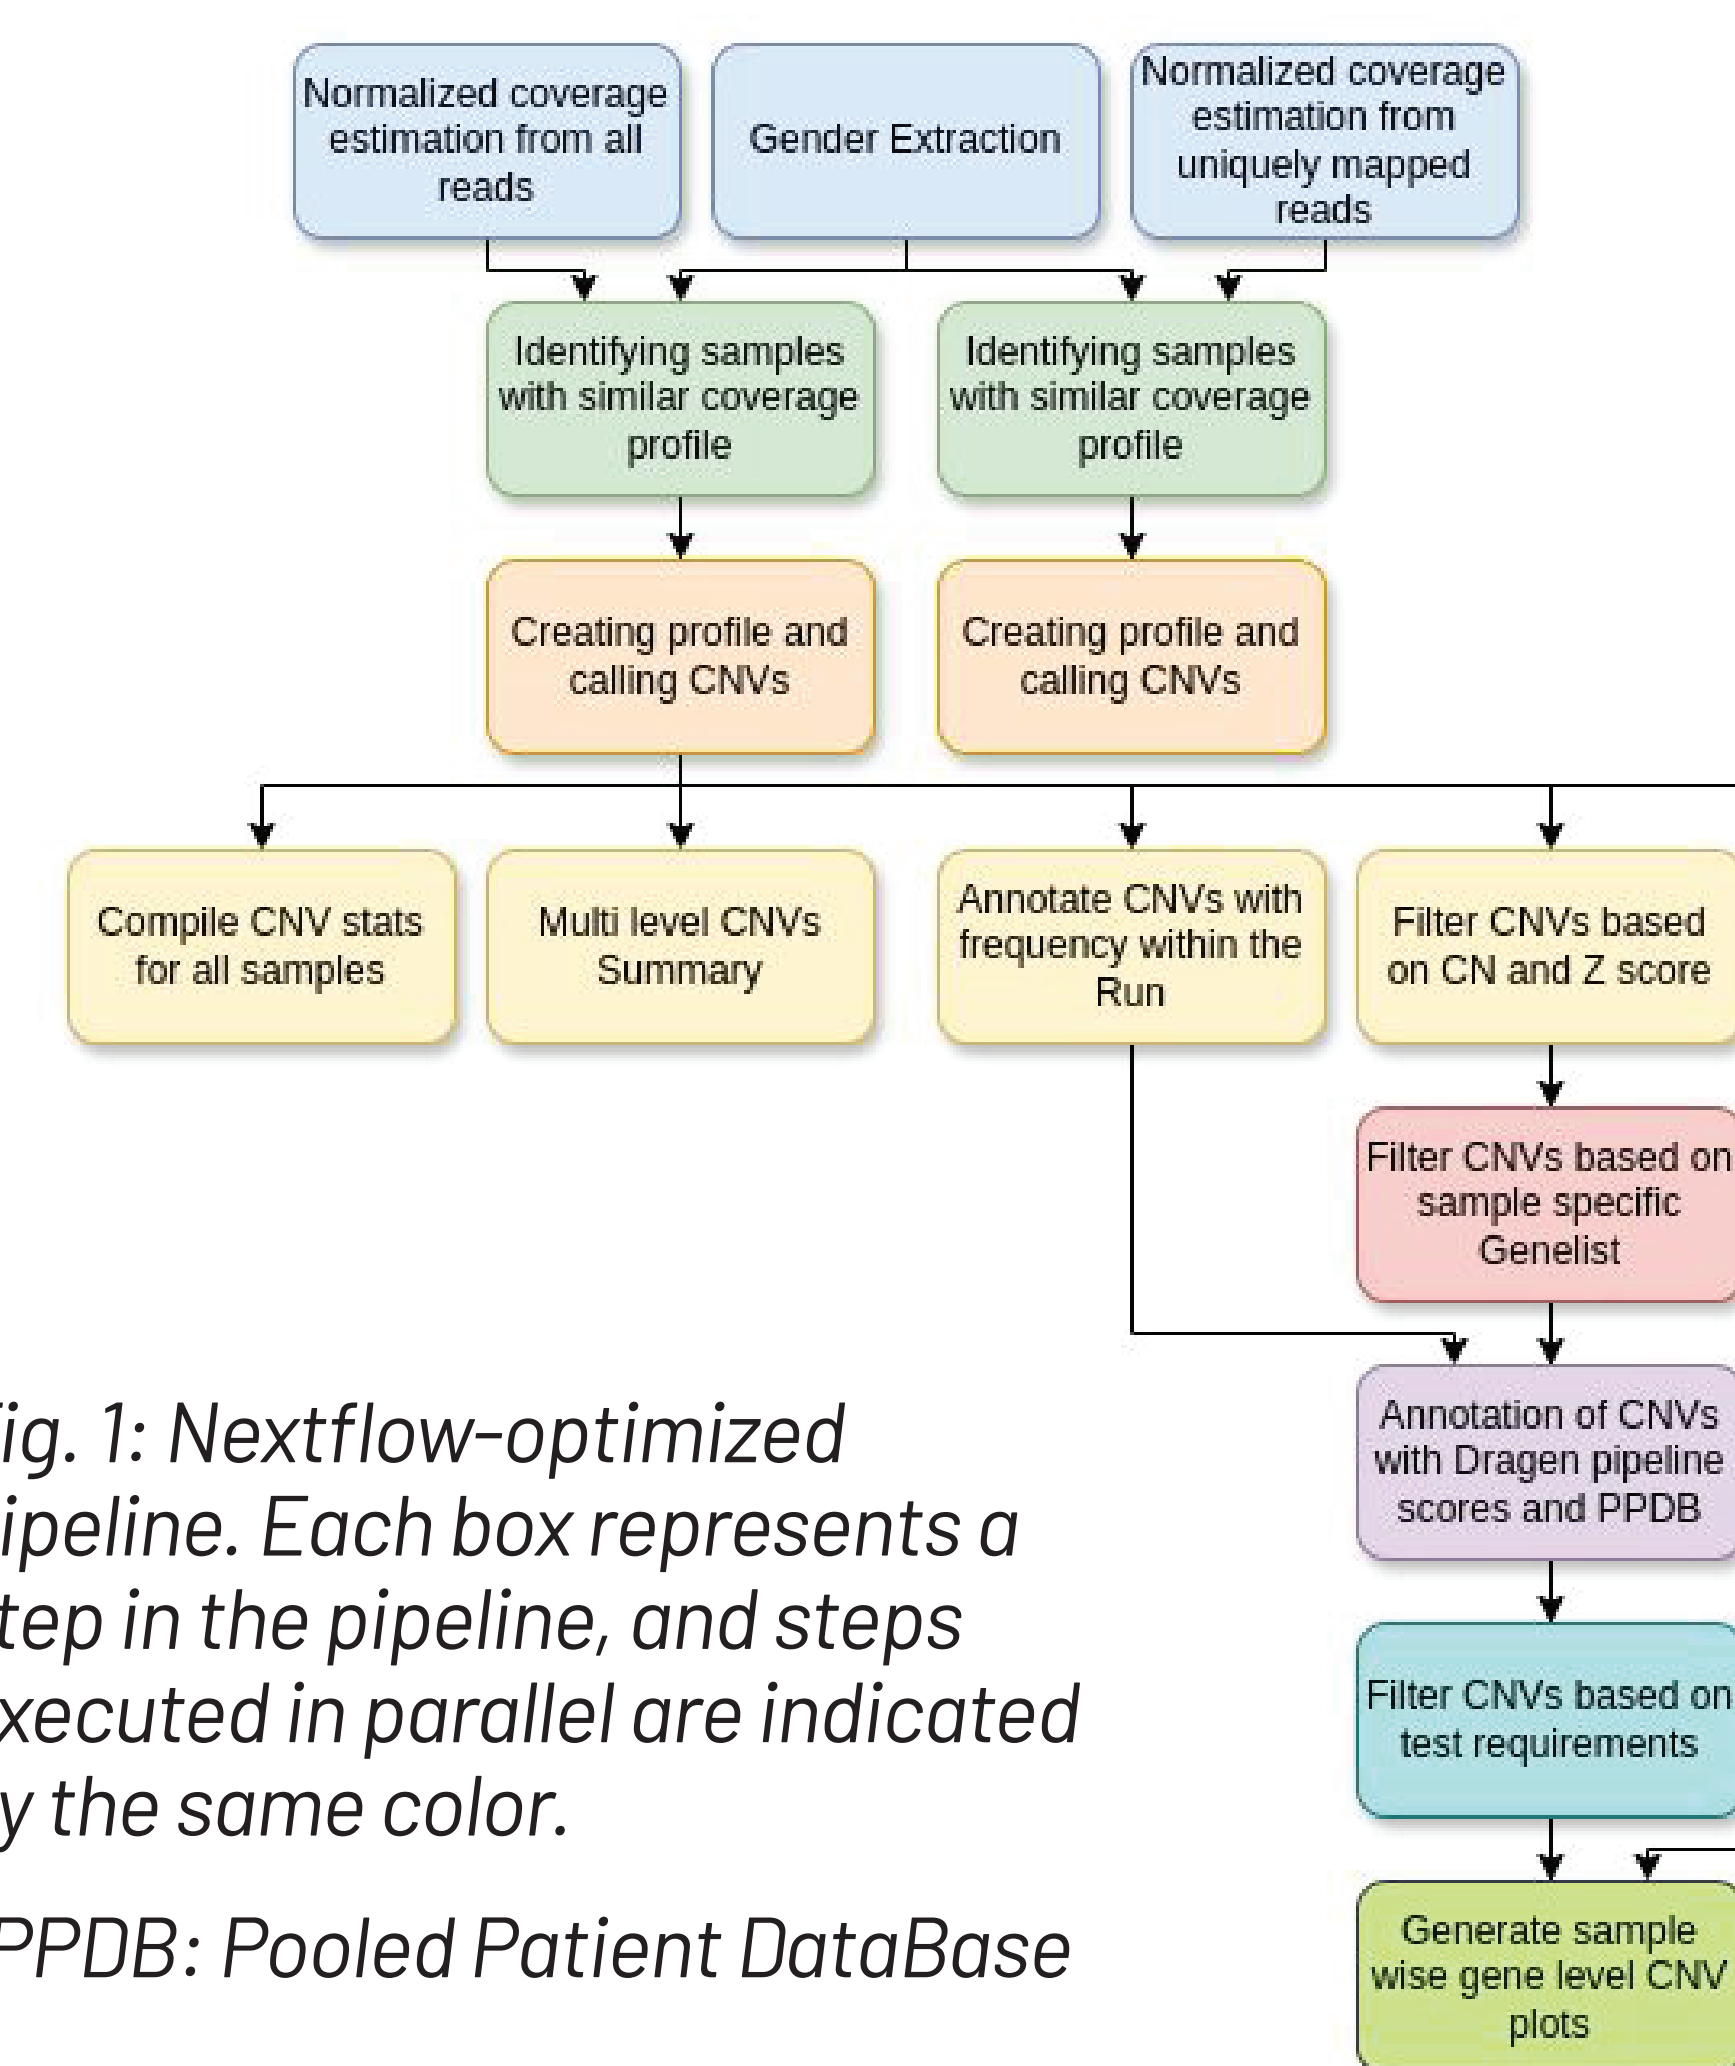 Normalized coverage
estimation from all
reads
Gender Extraction
Normalized coverage
estimation from
uniquely mapped
reads
Identifying samples
with similar coverage
profile
Identifying samples
with similar coverage
profile
Creating profile and
calling CNVs
Creating profile and
calling CNVs
Compile CNV stats
for all samples
Multi level CNVs
Summary
Annotate CNVs with
frequency within the
Run
Filter CNVs based
on CN and Z score
Filter CNVs based on
sample specific
Genelist
Annotation of CNVs
with Dragen pipeline
scores and PPDB
Filter CNVs based on
test requirements
Generate sample
wise gene level CNV
plots
ig. 1: Nextflow-optimized
ipeline. Each box represents a
tep in the pipeline, and steps
xecuted in parallel are indicated
y the same color.
PPDB: Pooled Patient DataBase